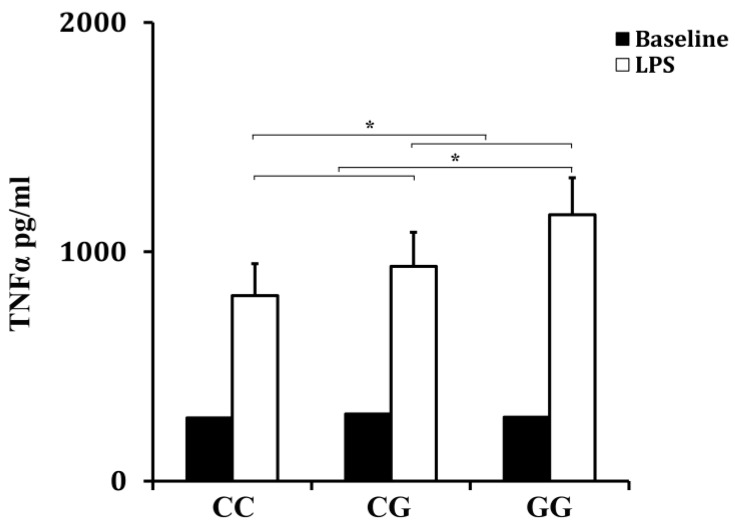 2000
Baseline
LPS
*
*
1000
TNFα pg/ml
0
CC
CG
GG